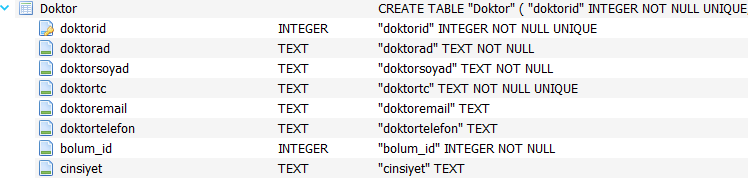 Doktor CREATE TABLE "Doktor" ( "doktorid" INTEGER NOT NULL UNIQUE
doktorid INTEGER "doktorid" INTEGER NOT NULL UNIQUE
doktorad TEXT "doktorad" TEXT NOT NULL
doktorsoyad TEXT "doktorsoyad" TEXT NOT NULL
doktortc TEXT "doktortc" TEXT NOT NULL UNIQUE
doktoremail TEXT "doktoremail" TEXT
doktortelefon TEXT "doktortelefon" TEXT
bolum_id INTEGER "bolum_id" INTEGER NOT NULL
cinsiyet TEXT "cinsiyet" TEXT